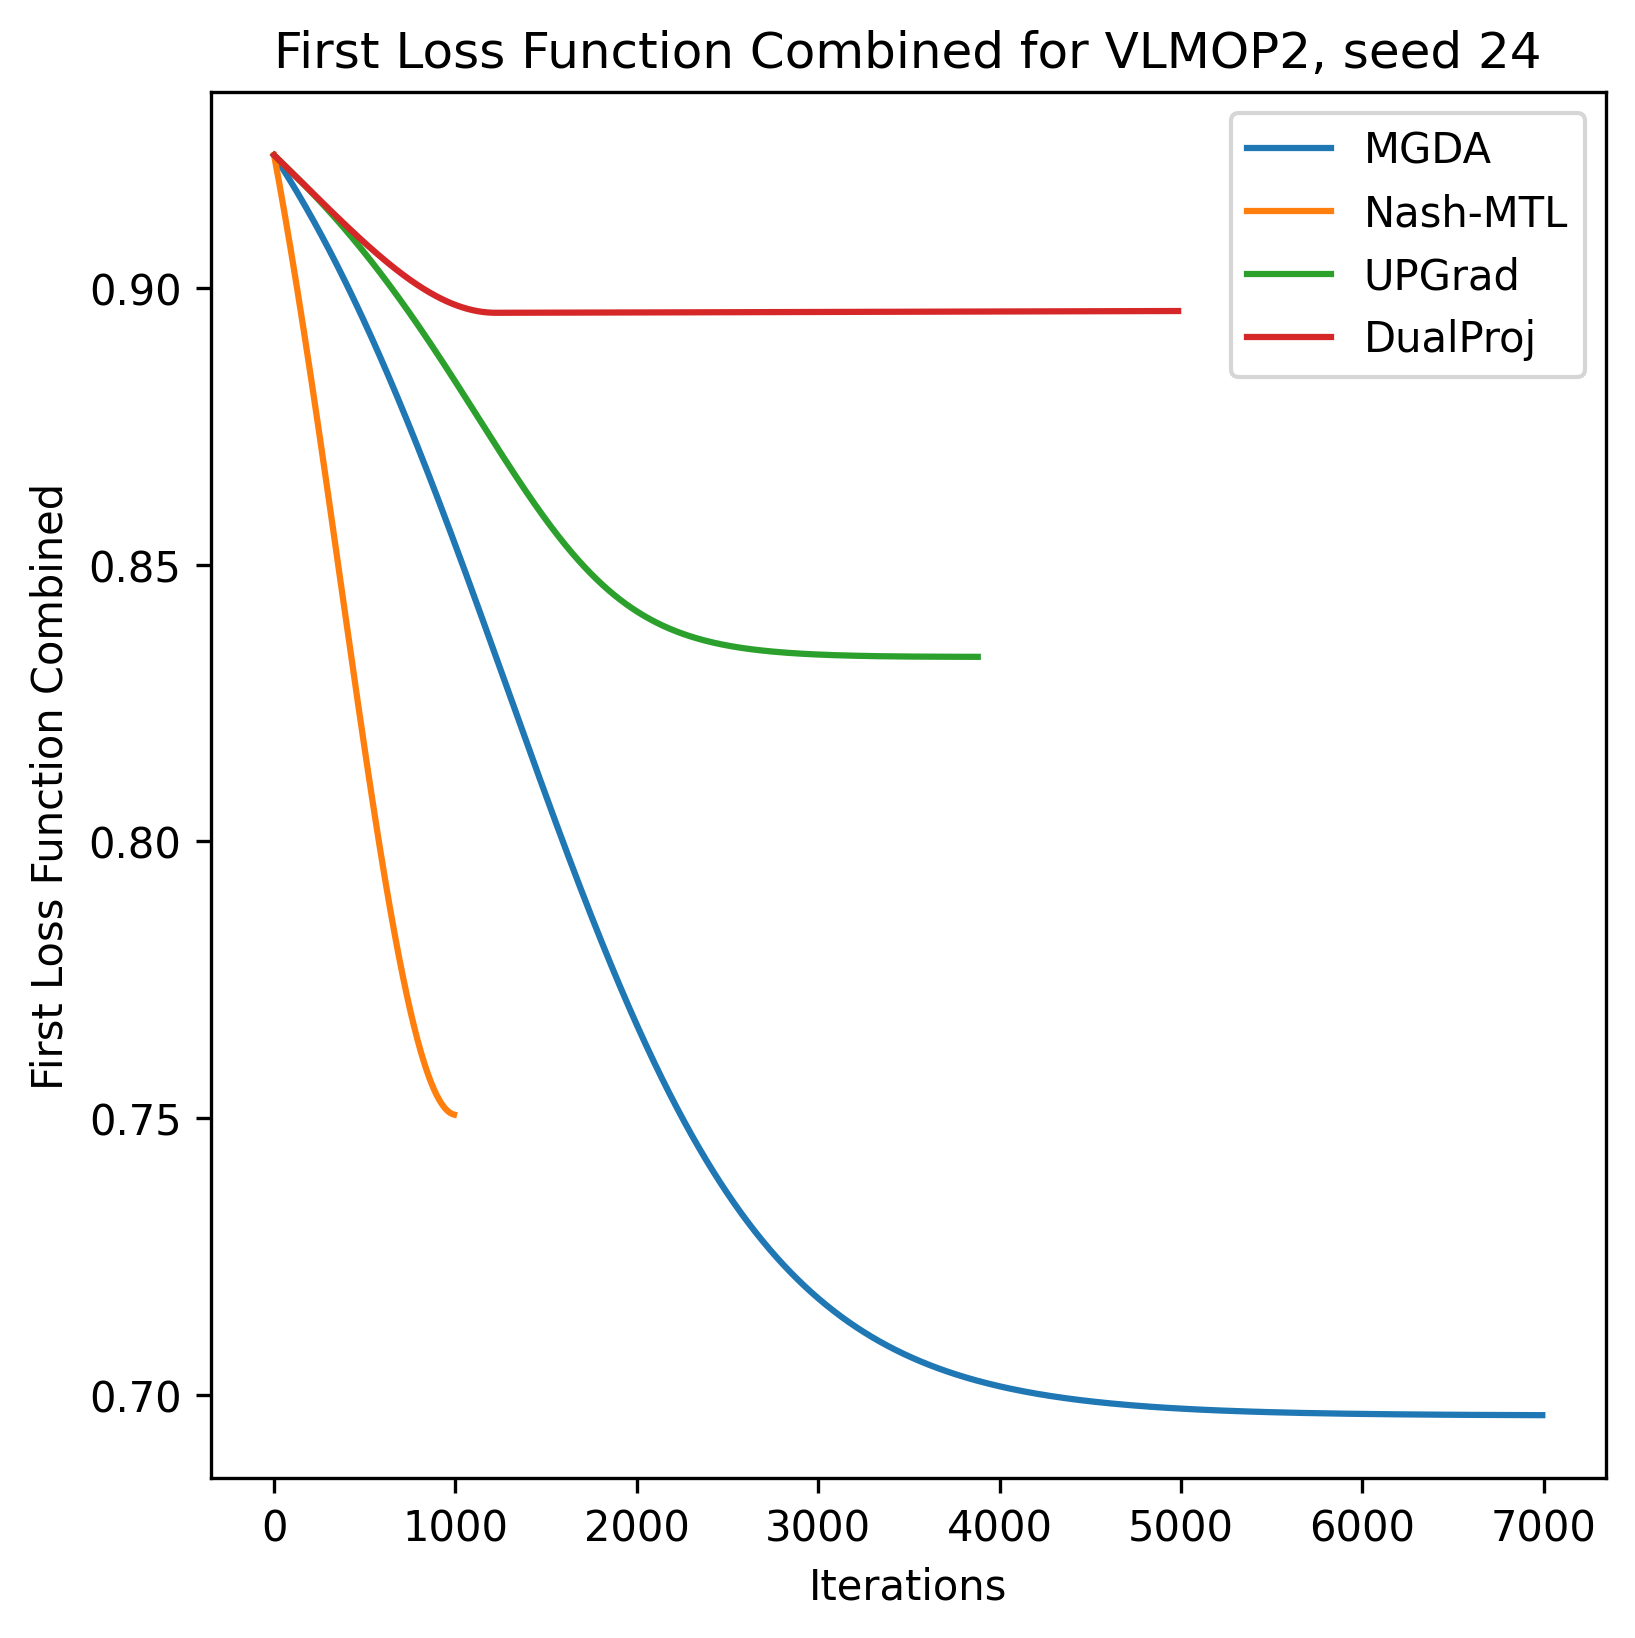 First Loss Function Combined for VLMOP2, seed 24
MGDA
Nash-MTL
UPGrad
DualProj
First Loss Function Combined
0.90
0.85
0.80
0.75
0.70
0 1000 2000 3000 4000 5000 6000 7000
Iterations